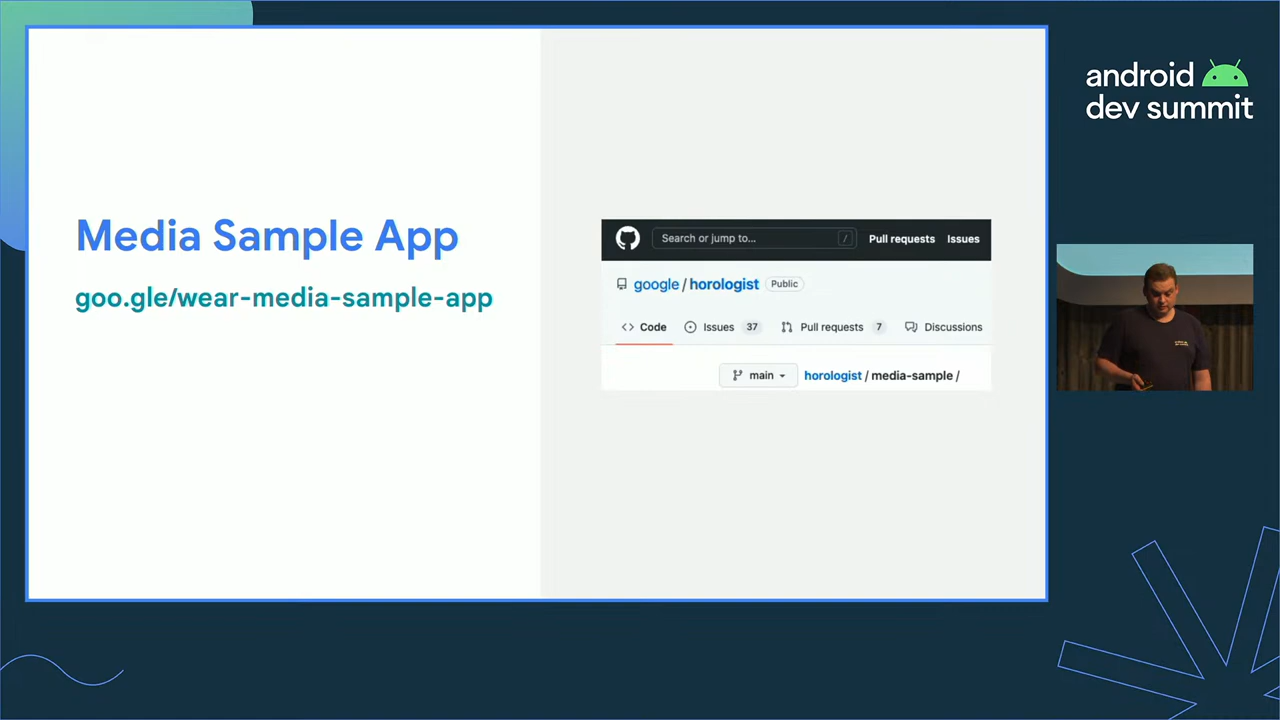 Media Sample App
goo.gle/wear-media-sample-app
Search or jump to... / Pull requests Issues
google / horologist Public
Code Issues 37 Pull requests 7 Discussions
main horologist / media-sample /
android
dev summit